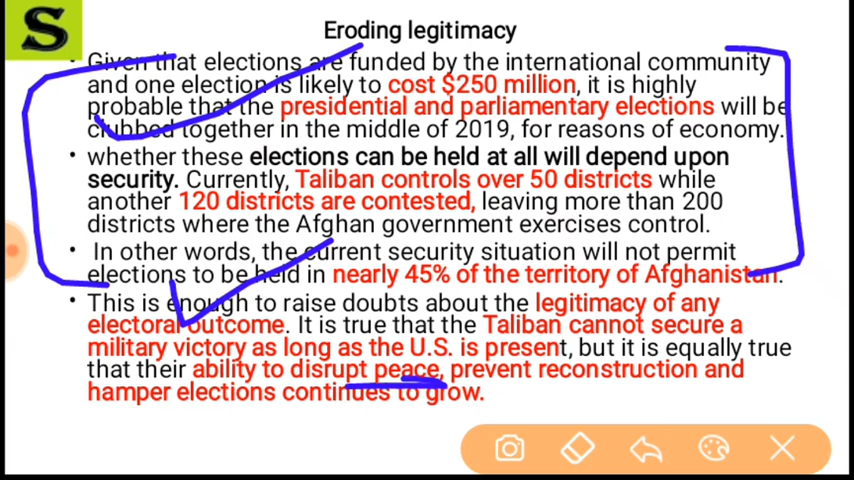 S
Eroding legitimacy
• Given that elections are funded by the international community
and one election is likely to cost $250 million, it is highly
probable that the presidential and parliamentary elections will be
clubbed together in the middle of 2019, for reasons of economy.
• whether these elections can be held at all will depend upon
security. Currently, Taliban controls over 50 districts while
another 120 districts are contested, leaving more than 200
districts where the Afghan government exercises control.
• In other words, the current security situation will not permit
elections to be held in nearly 45% of the territory of Afghanistan.
• This is enough to raise doubts about the legitimacy of any
electoral outcome. It is true that the Taliban cannot secure a
military victory as long as the U.S. is present, but it is equally true
that their ability to disrupt peace, prevent reconstruction and
hamper elections continues to grow.